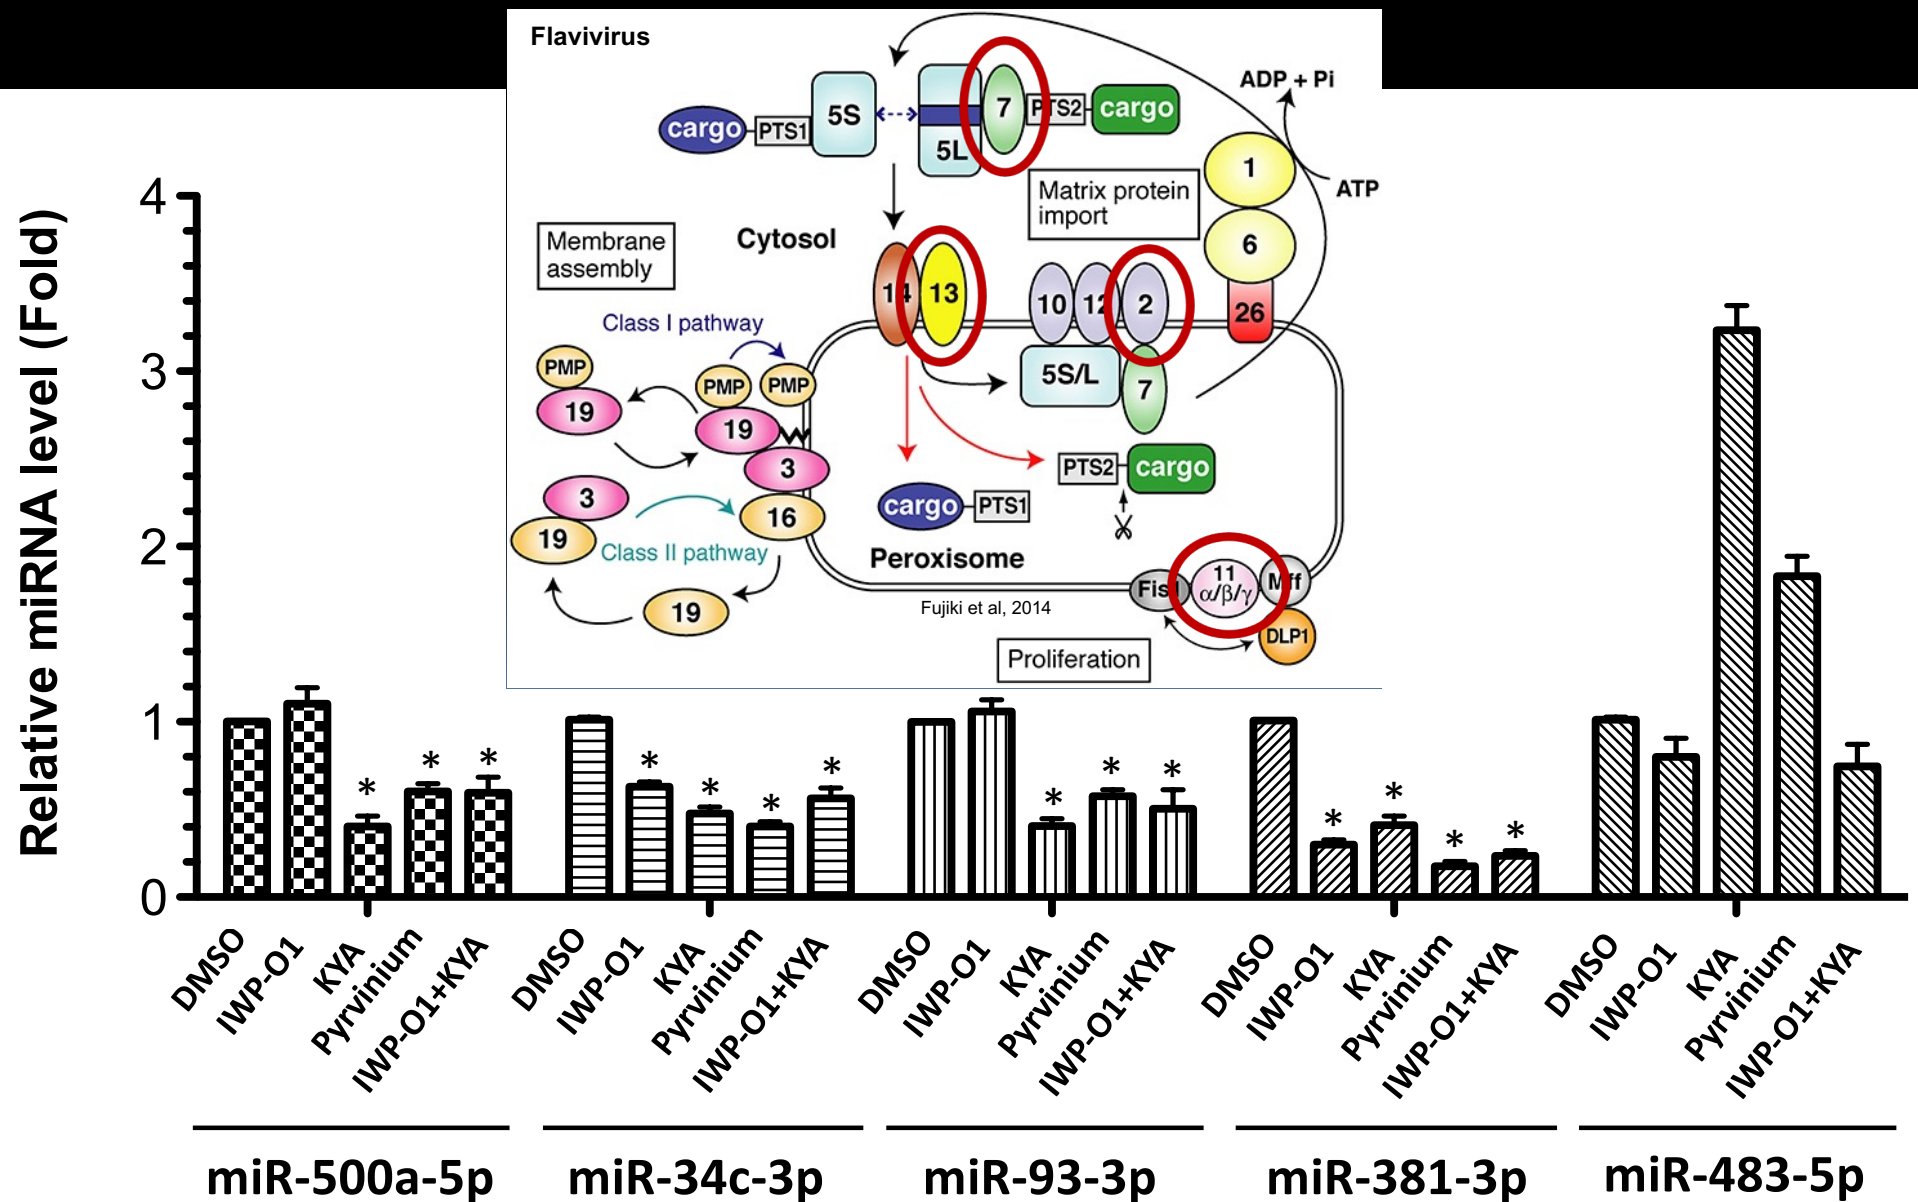 Flavivirus
ADP + Pi
ATP
cargo
PTS1
5S
5L
7
PTS2
cargo
1
6
26
Matrix protein
import
Membrane
assembly
Cytosol
14
13
10
12
2
5S/L
7
Class I pathway
PMP
PMP
PMP
19
19
3
3
19
16
Class II pathway
19
PTS2
cargo
cargo
PTS1
Peroxisome
Fujiki et al, 2014
Fis1
11
α/β/γ
Mff
DLP1
Proliferation
Relative miRNA level (Fold)
4
3
2
1
0
* * *
* * * *
* * *
* * * *
DMSO
IWP-O1
KYA
Pyrvinium
IWP-O1+KYA
DMSO
IWP-O1
KYA
Pyrvinium
IWP-O1+KYA
DMSO
IWP-O1
KYA
Pyrvinium
IWP-O1+KYA
DMSO
IWP-O1
KYA
Pyrvinium
IWP-O1+KYA
DMSO
IWP-O1
KYA
Pyrvinium
IWP-O1+KYA
miR-500a-5p
miR-34c-3p
miR-93-3p
miR-381-3p
miR-483-5p